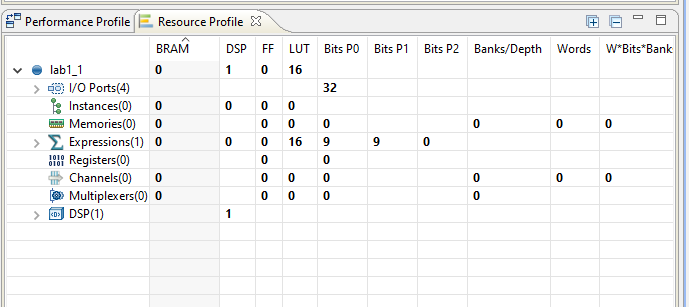 Performance Profile Resource Profile
BRAM DSP FF LUT Bits P0 Bits P1 Bits P2 Banks/Depth Words W*Bits*Banks
lab1_1 0 1 0 16
I/O Ports(4) 32
Instances(0) 0 0 0 0
Memories(0) 0 0 0 0 0 0 0
Expressions(1) 0 0 0 16 9 9 0
Registers(0) 0 0
Channels(0) 0 0 0 0 0 0 0
Multiplexers(0) 0 0 0 0 0
DSP(1) 1